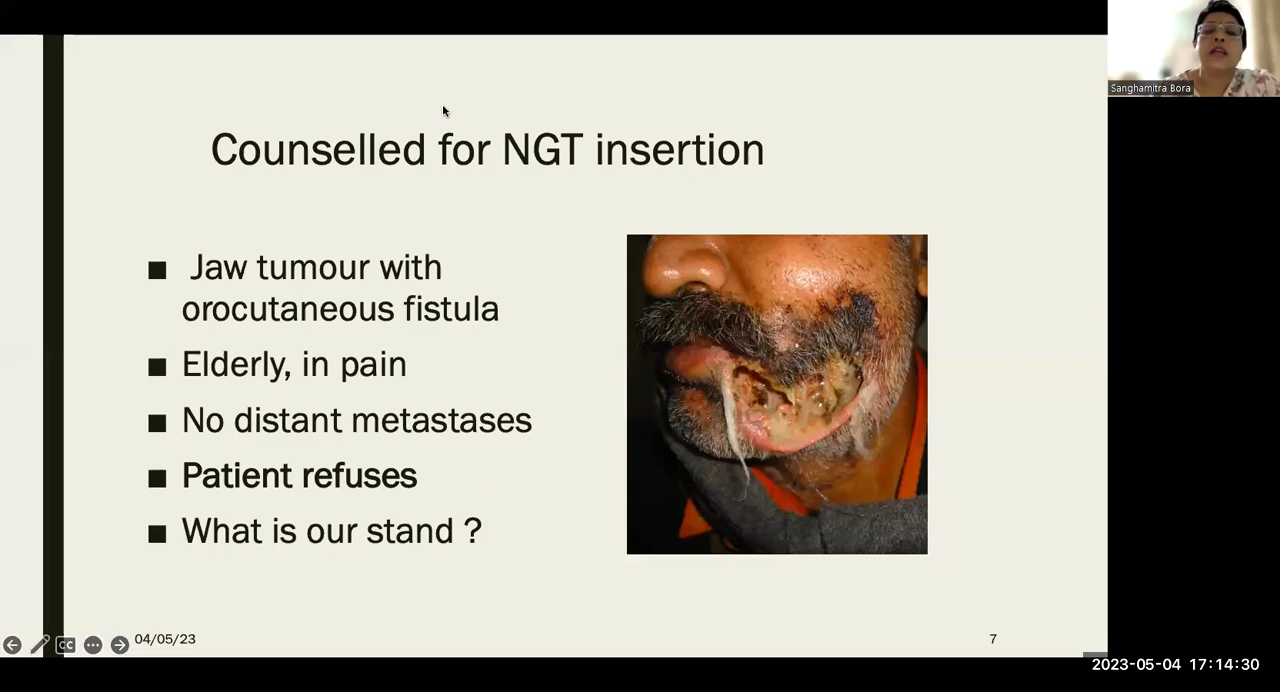 Sanghamitra Bora
Counselled for NGT insertion
■ Jaw tumour with
orocutaneous fistula
■ Elderly, in pain
■ No distant metastases
■ Patient refuses
■ What is our stand ?
CC
04/05/23
7
2023-05-04 17:14:30